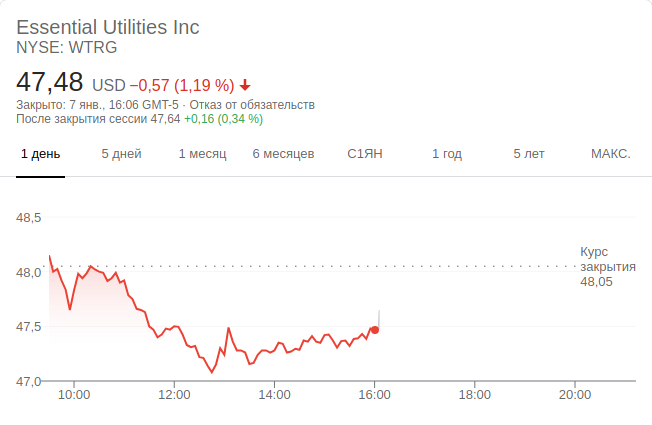 Essential Utilities Inc
NYSE: WTRG
47,48 USD −0,57 (1,19 %)
Закрыто: 7 янв., 16:06 GMT-5 · Отказ от обязательств
После закрытия сессии 47,64 +0,16 (0,34 %)
1 день 5 дней 1 месяц 6 месяцев С1ЯН 1 год 5 лет МАКС.
48,5
Курс
закрытия
48,0
48,05
47,5
47,0
10:00 12:00 14:00 16:00 18:00 20:00